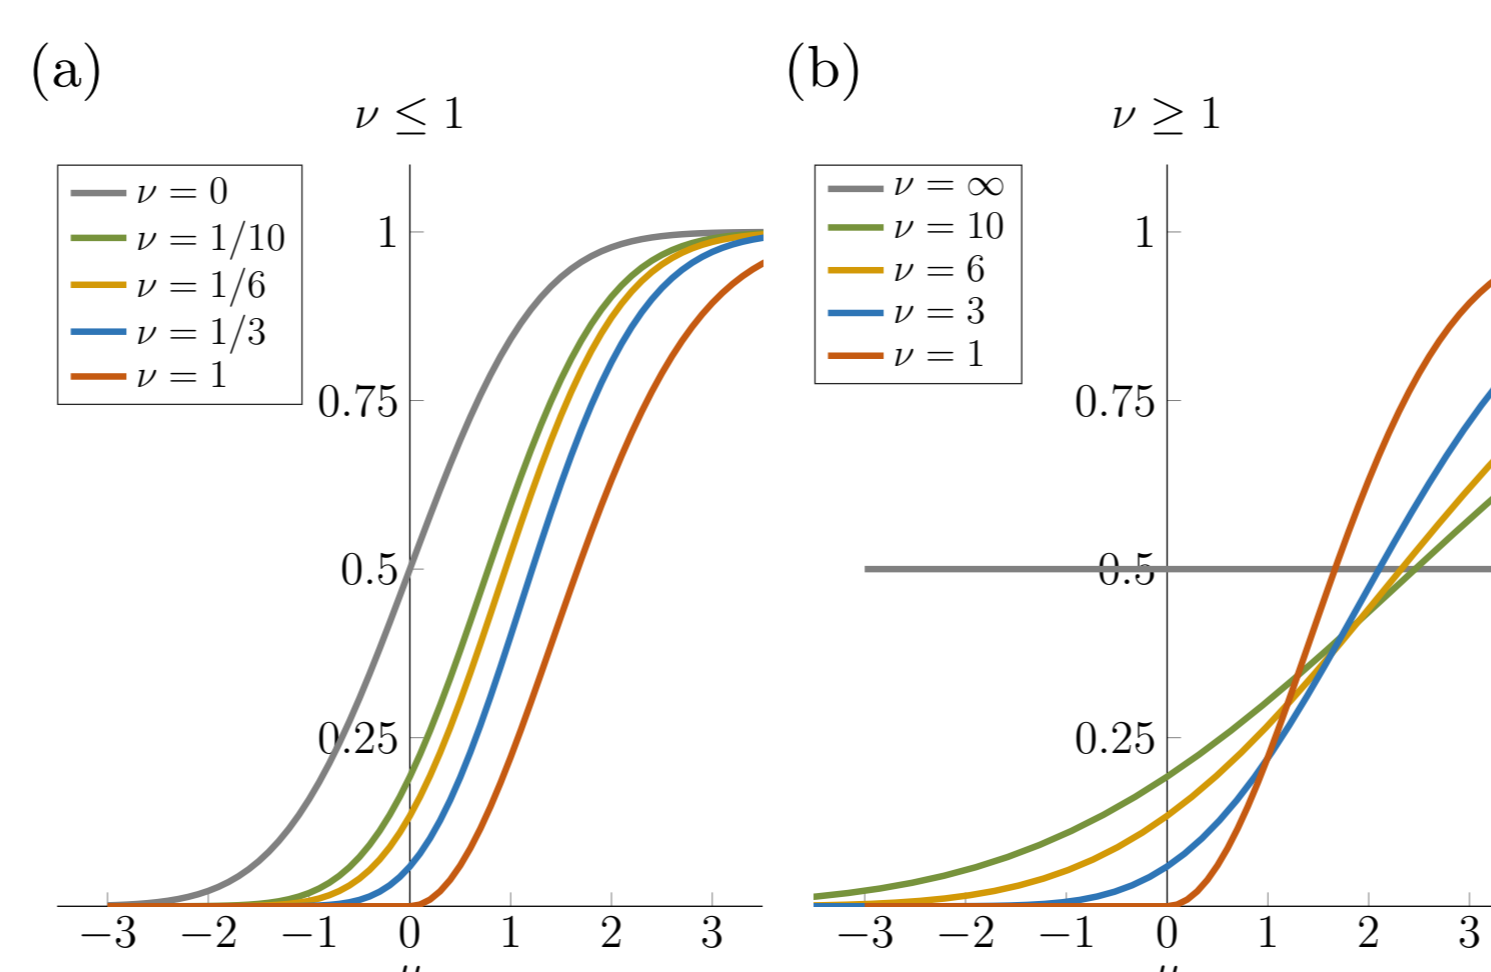 (a)
ν ≤ 1
ν = 0
ν = 1/10
ν = 1/6
ν = 1/3
ν = 1
1
0.75
0.5
0.25
−3 −2 −1 0 1 2 3
(b)
ν ≥ 1
ν = ∞
ν = 10
ν = 6
ν = 3
ν = 1
1
0.75
0.5
0.25
−3 −2 −1 0 1 2 3